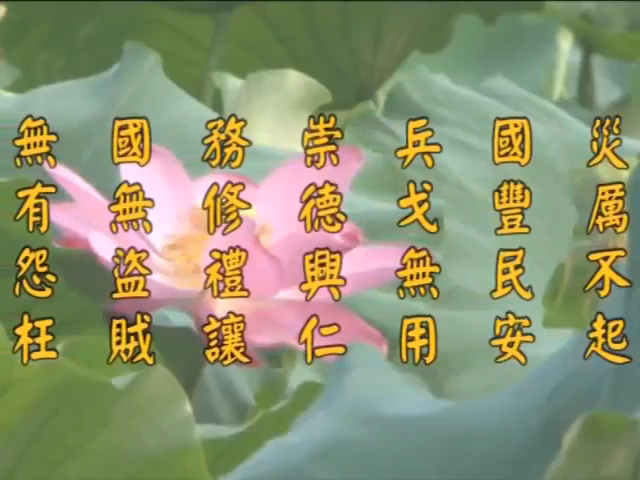 災厲不起
國豐民安
兵戈無用
崇德興仁
務修禮讓
國無盜賊
無有怨枉